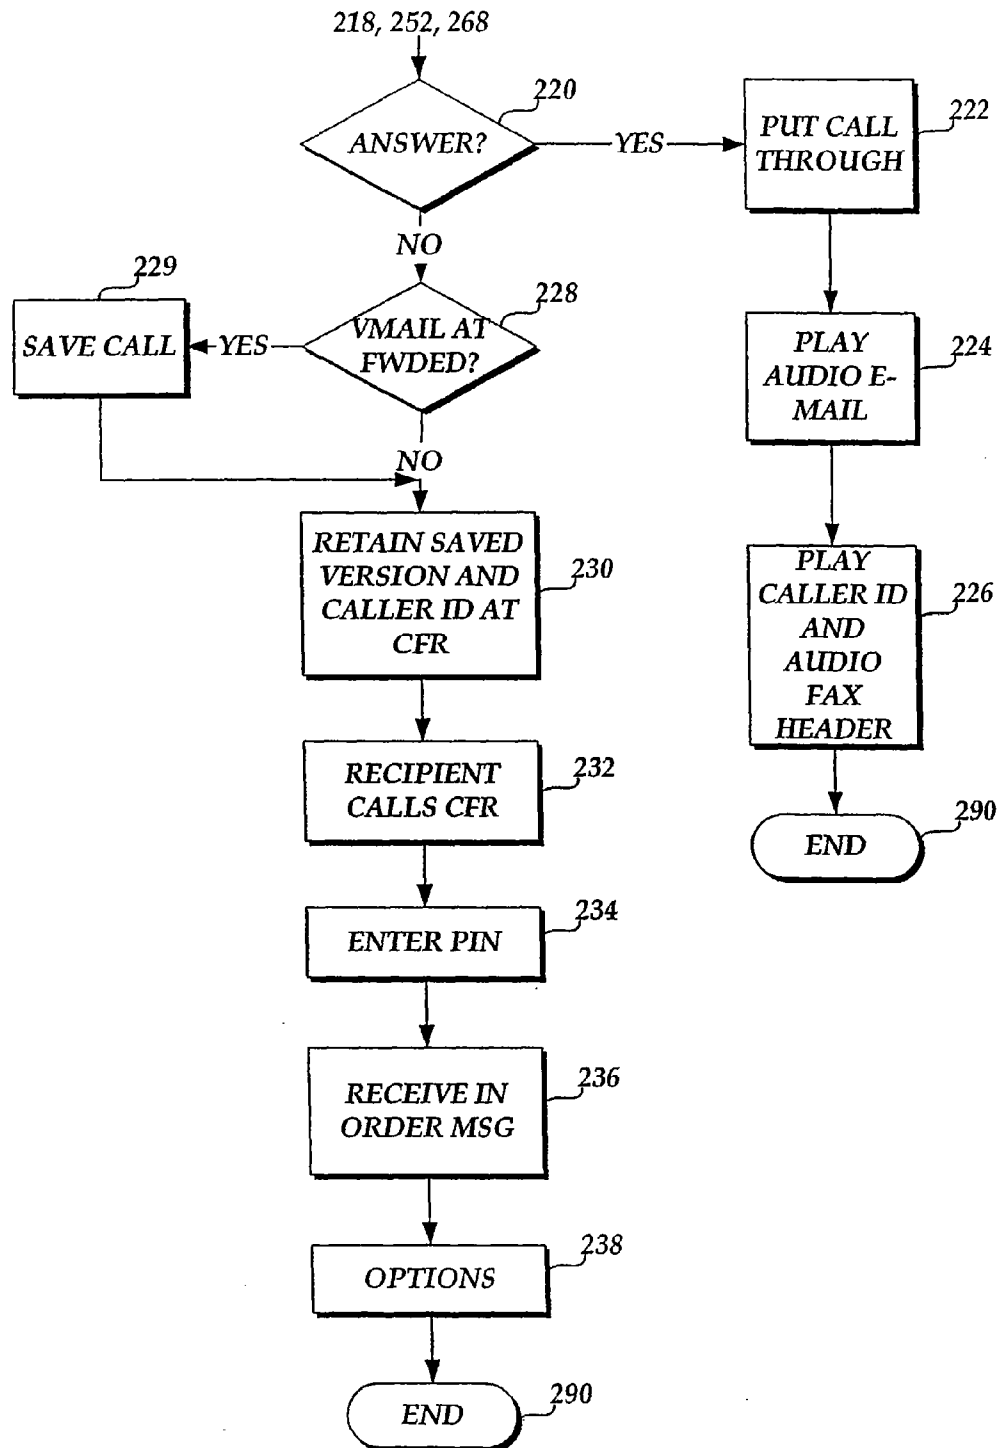 218, 252, 268
220
ANSWER?
YES
222
PUT CALL
THROUGH
NO
229
SAVE CALL
YES
228
VMAIL AT
FWDED?
224
PLAY
AUDIO E-
MAIL
NO
230
RETAIN SAVED
VERSION AND
CALLER ID AT
CFR
226
PLAY
CALLER ID
AND
AUDIO
FAX
HEADER
232
RECIPIENT
CALLS CFR
290
END
234
ENTER PIN
236
RECEIVE IN
ORDER MSG
238
OPTIONS
290
END